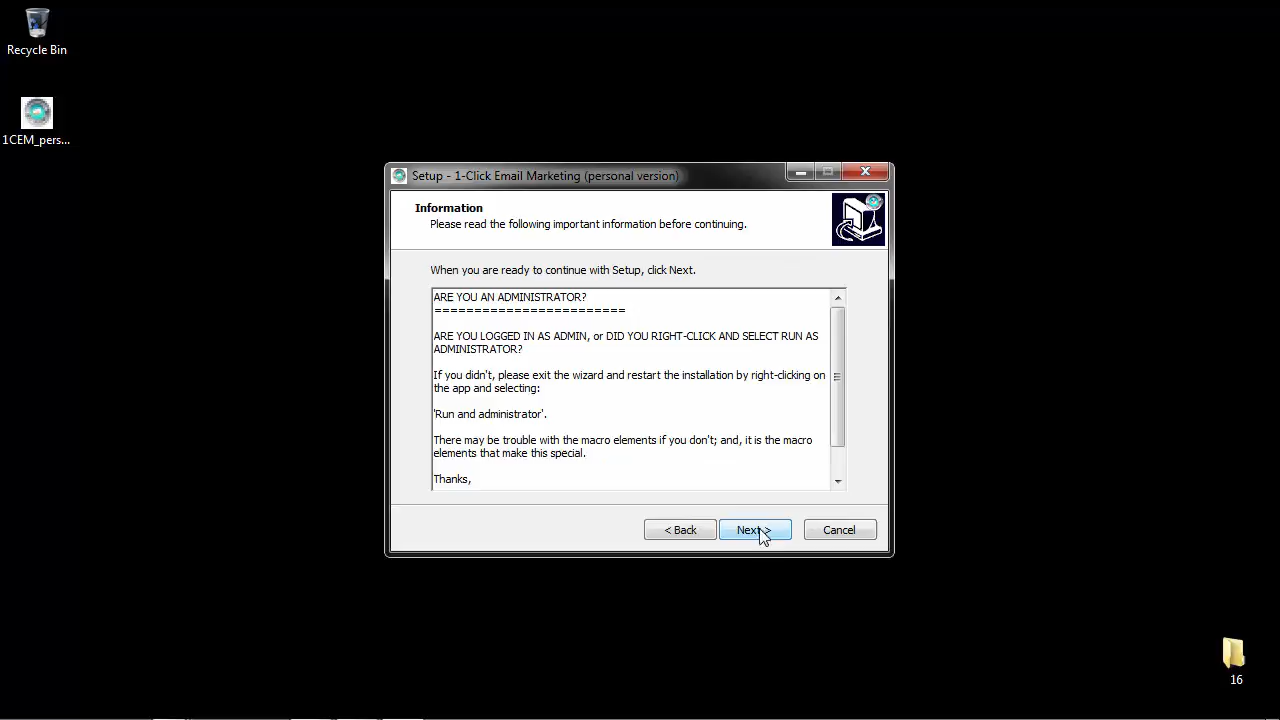 Recycle Bin
1CEM_pers...
Setup - 1-Click Email Marketing (personal version)
Information
Please read the following important information before continuing.
When you are ready to continue with Setup, click Next.
ARE YOU AN ADMINISTRATOR?
========================
ARE YOU LOGGED IN AS ADMIN, or DID YOU RIGHT-CLICK AND SELECT RUN AS
ADMINISTRATOR?
If you didn't, please exit the wizard and restart the installation by right-clicking on
the app and selecting:
'Run and administrator'.
There may be trouble with the macro elements if you don't; and, it is the macro
elements that make this special.
Thanks,
< Back
Next >
Cancel
16